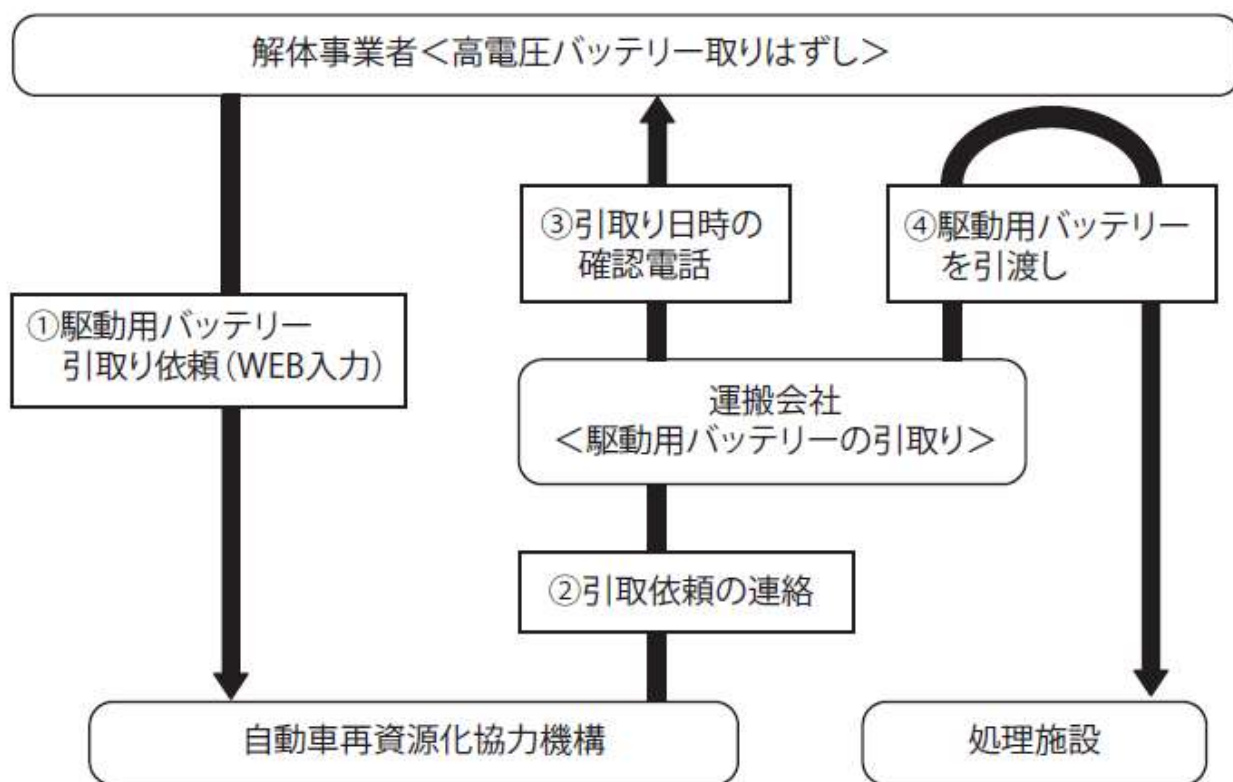 解体事業者＜高電圧バッテリー取りはずし＞
①駆動用バッテリー
引取り依頼（WEB入力）
③引取り日時の
確認電話
④駆動用バッテリー
を引渡し
運搬会社
＜駆動用バッテリーの引取り＞
②引取依頼の連絡
自動車再資源化協力機構
処理施設